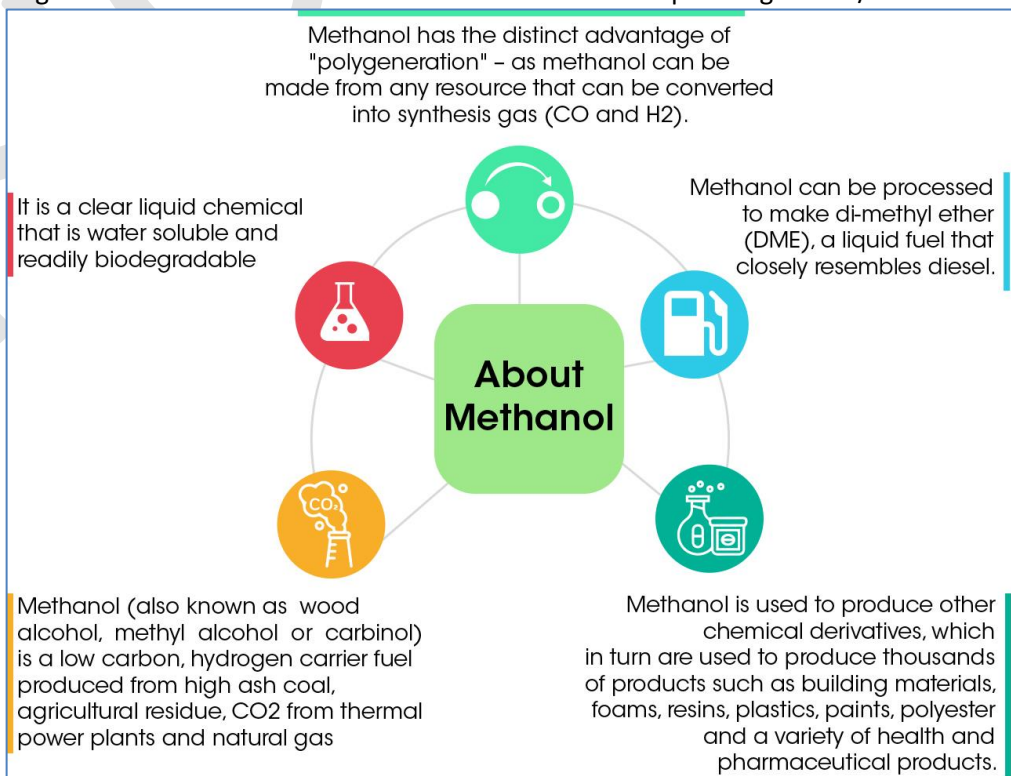 Methanol has the distinct advantage of
"polygeneration" – as methanol can be
made from any resource that can be converted
into synthesis gas (CO and H2).
It is a clear liquid chemical
that is water soluble and
readily biodegradable
Methanol can be processed
to make di-methyl ether
(DME), a liquid fuel that
closely resembles diesel.
About
Methanol
CO₂
Methanol (also known as wood
alcohol, methyl alcohol or carbinol)
is a low carbon, hydrogen carrier fuel
produced from high ash coal,
agricultural residue, CO2 from thermal
power plants and natural gas
Methanol is used to produce other
chemical derivatives, which
in turn are used to produce thousands
of products such as building materials,
foams, resins, plastics, paints, polyester
and a variety of health and
pharmaceutical products.